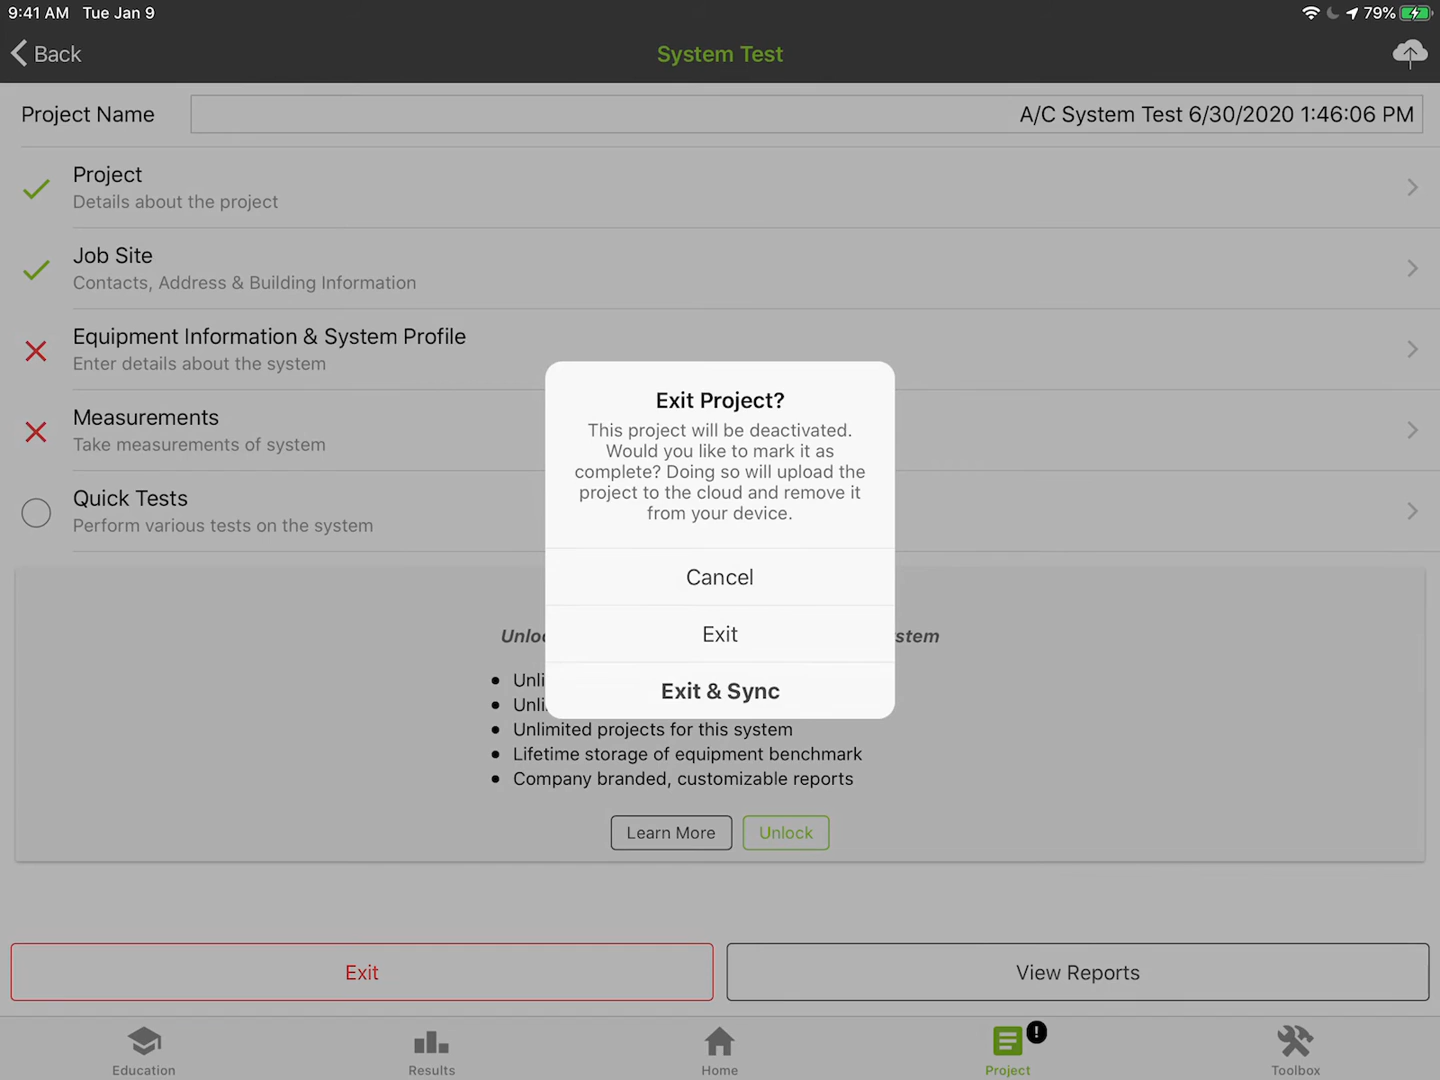 9:41 AM Tue Jan 9
79%
Back
System Test
Project Name
A/C System Test 6/30/2020 1:46:06 PM
Project
Details about the project
Job Site
Contacts, Address & Building Information
Equipment Information & System Profile
Enter details about the system
Measurements
Take measurements of system
Quick Tests
Perform various tests on the system
Exit Project?
This project will be deactivated.
Would you like to mark it as
complete? Doing so will upload the
project to the cloud and remove it
from your device.
Cancel
Exit
Exit & Sync
Unlimited projects for this system
Lifetime storage of equipment benchmark
Company branded, customizable reports
Learn More
Unlock
Exit
View Reports
Education
Results
Home
Project
!
Toolbox